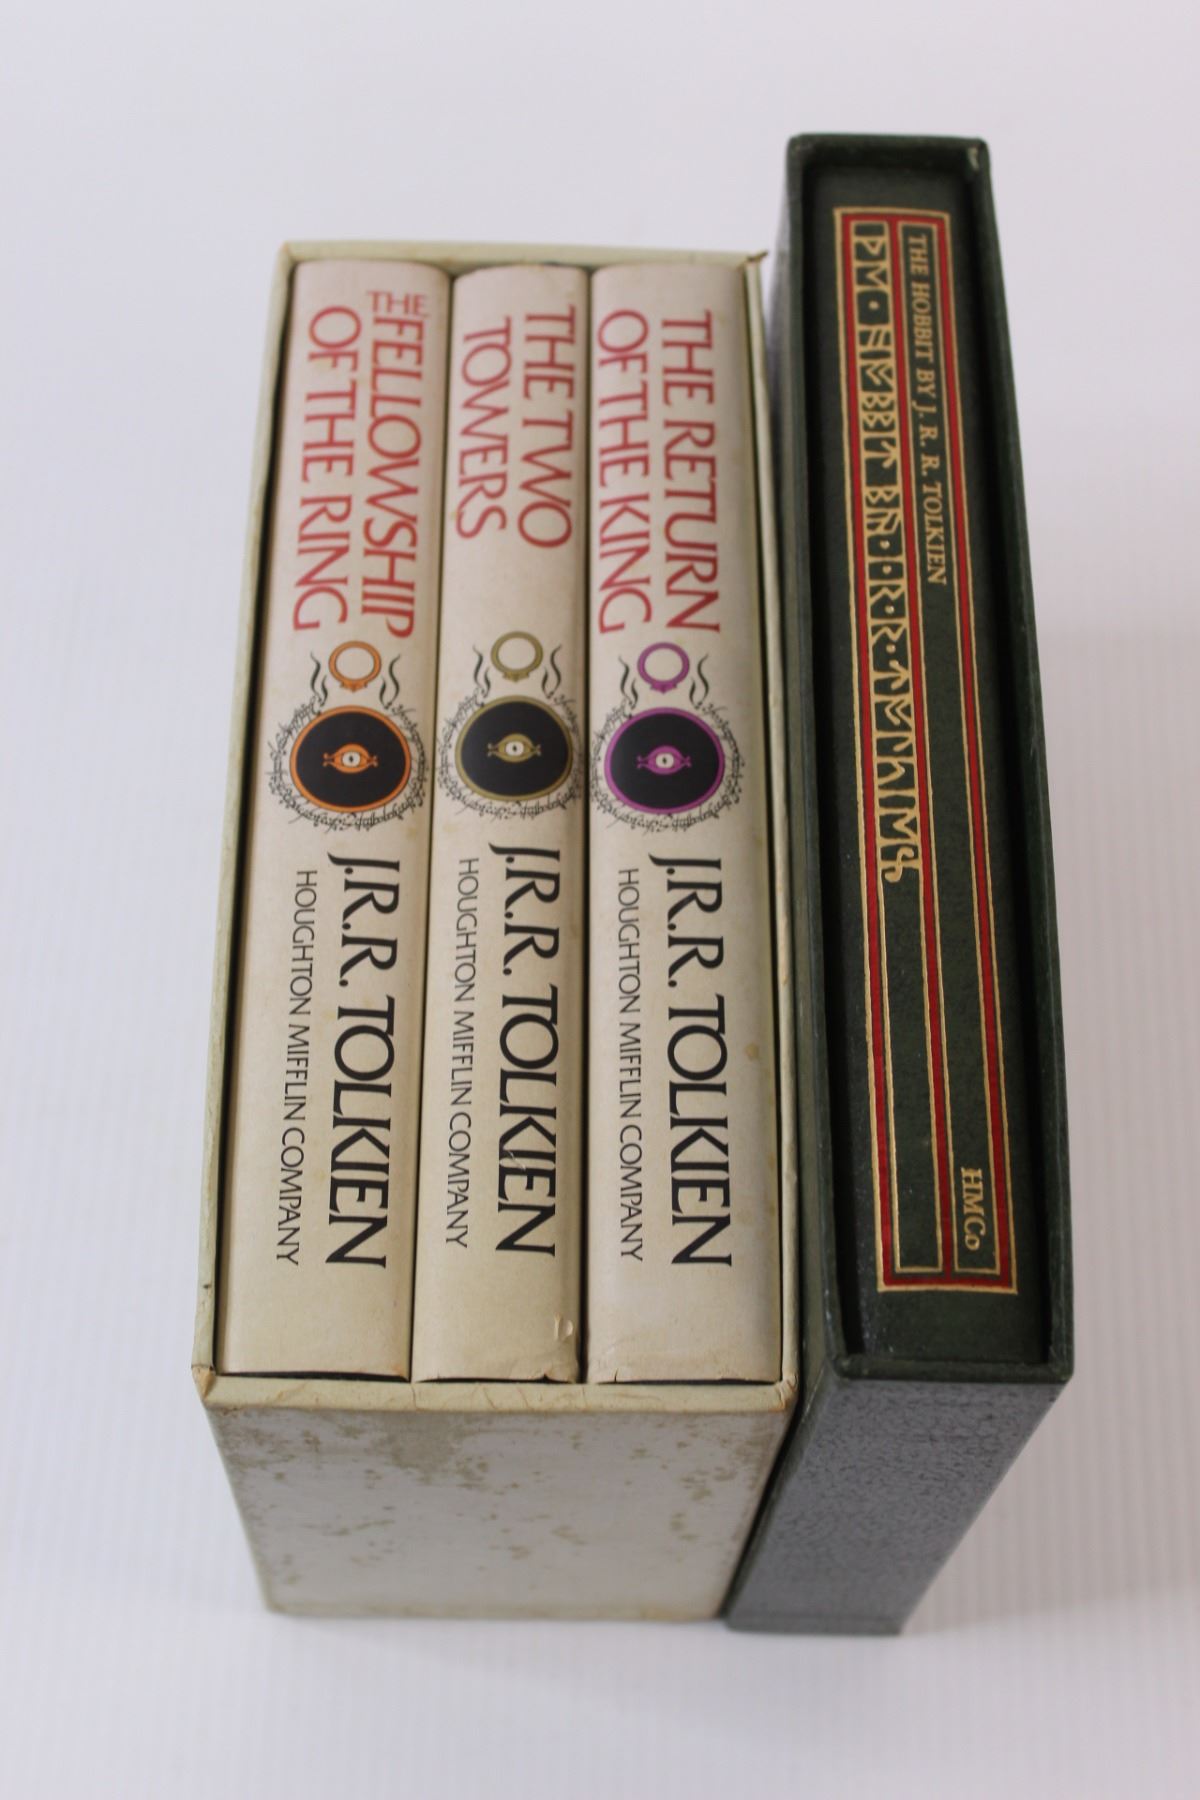 THE FELLOWSHIP
OF THE RING
J.R.R. TOLKIEN
HOUGHTON MIFFLIN COMPANY
THE TWO
TOWERS
J.R.R. TOLKIEN
HOUGHTON MIFFLIN COMPANY
THE RETURN
OF THE KING
J.R.R. TOLKIEN
HOUGHTON MIFFLIN COMPANY
THE HOBBIT BY J. R. R. TOLKIEN
HMCo